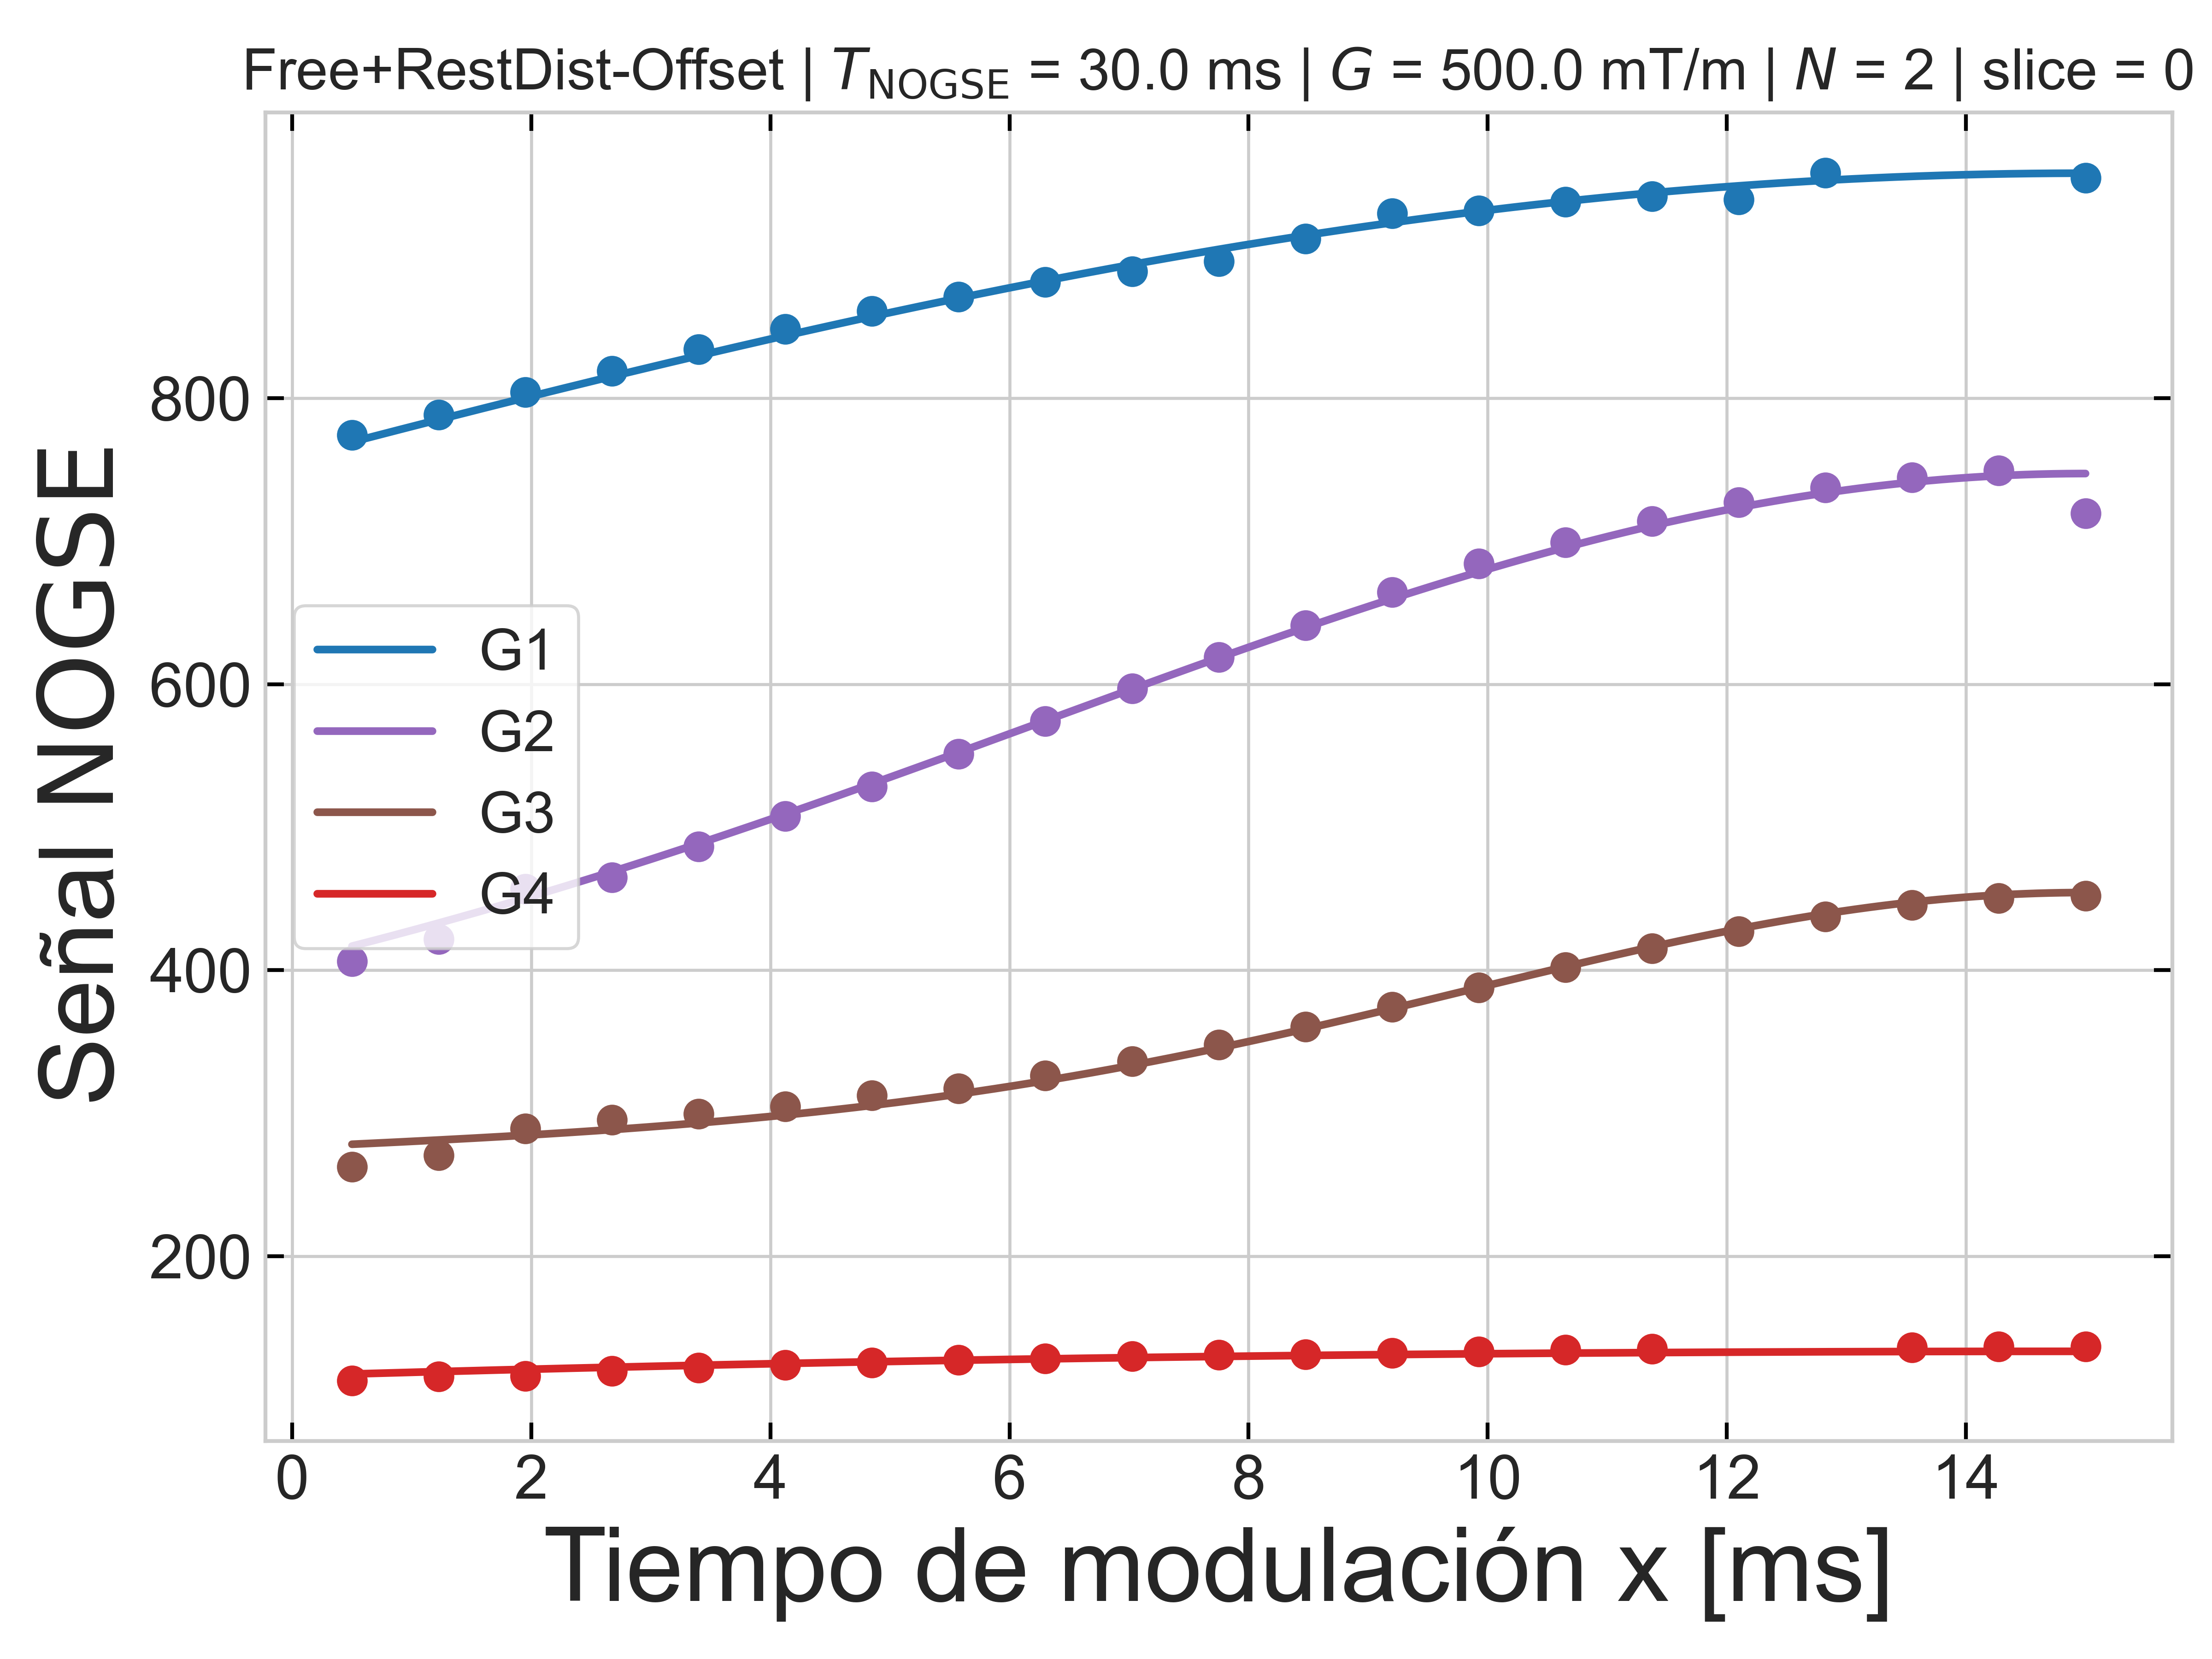 Free+RestDist-Offset | T_NOGSE = 30.0 ms | G = 500.0 mT/m | N = 2 | slice = 0
Señal NOGSE
800
600
400
200
G1
G2
G3
G4
0 2 4 6 8 10 12 14
Tiempo de modulación x [ms]